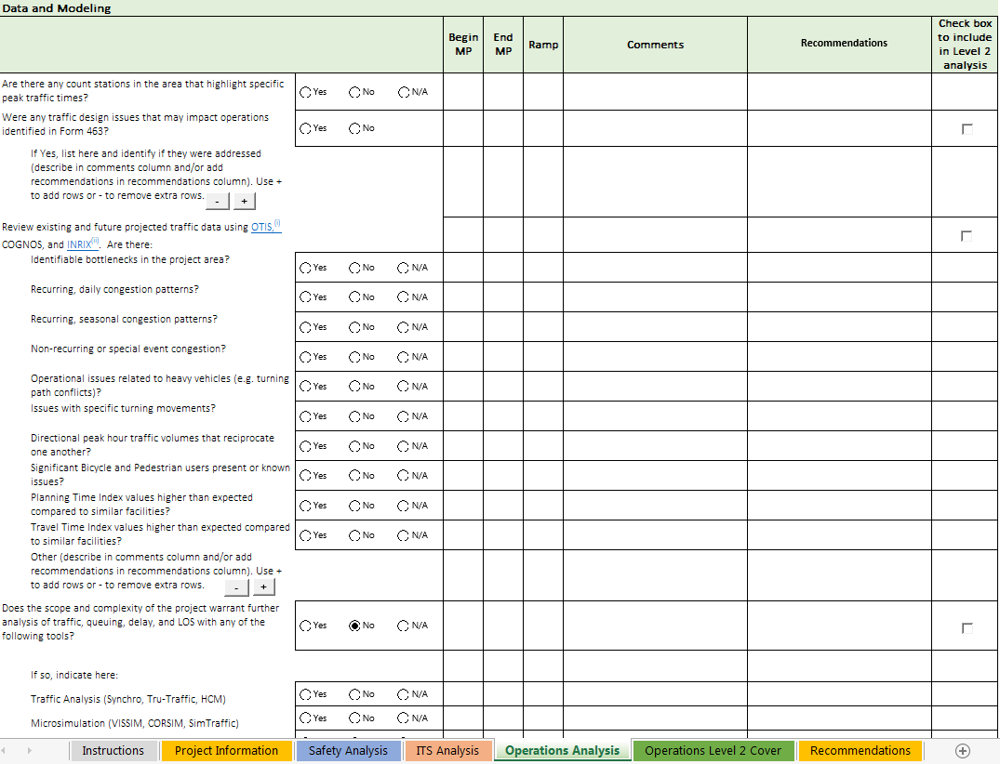 Data and Modeling
Begin MP
End MP
Ramp
Comments
Recommendations
Check box to include in Level 2 analysis
Are there any count stations in the area that highlight specific
peak traffic times?
Yes No N/A
Were any traffic design issues that may impact operations
identified in Form 463?
Yes No
If Yes, list here and identify if they were addressed
(describe in comments column and/or add
recommendations in recommendations column). Use +
to add rows or - to remove extra rows. - +
Review existing and future projected traffic data using OTIS,[i]
COGNOS, and INRIX[ii]. Are there:
Identifiable bottlenecks in the project area?
Yes No N/A
Recurring, daily congestion patterns?
Yes No N/A
Recurring, seasonal congestion patterns?
Yes No N/A
Non-recurring or special event congestion?
Yes No N/A
Operational issues related to heavy vehicles (e.g. turning
path conflicts)?
Yes No N/A
Issues with specific turning movements?
Yes No N/A
Directional peak hour traffic volumes that reciprocate
one another?
Yes No N/A
Significant Bicycle and Pedestrian users present or known
issues?
Yes No N/A
Planning Time Index values higher than expected
compared to similar facilities?
Yes No N/A
Travel Time Index values higher than expected compared
to similar facilities?
Yes No N/A
Other (describe in comments column and/or add
recommendations in recommendations column). Use +
to add rows or - to remove extra rows. - +
Does the scope and complexity of the project warrant further
analysis of traffic, queuing, delay, and LOS with any of the
following tools?
Yes No N/A
If so, indicate here:
Traffic Analysis (Synchro, Tru-Traffic, HCM)
Yes No N/A
Microsimulation (VISSIM, CORSIM, SimTraffic)
Yes No N/A
Instructions Project Information Safety Analysis ITS Analysis Operations Analysis Operations Level 2 Cover Recommendations